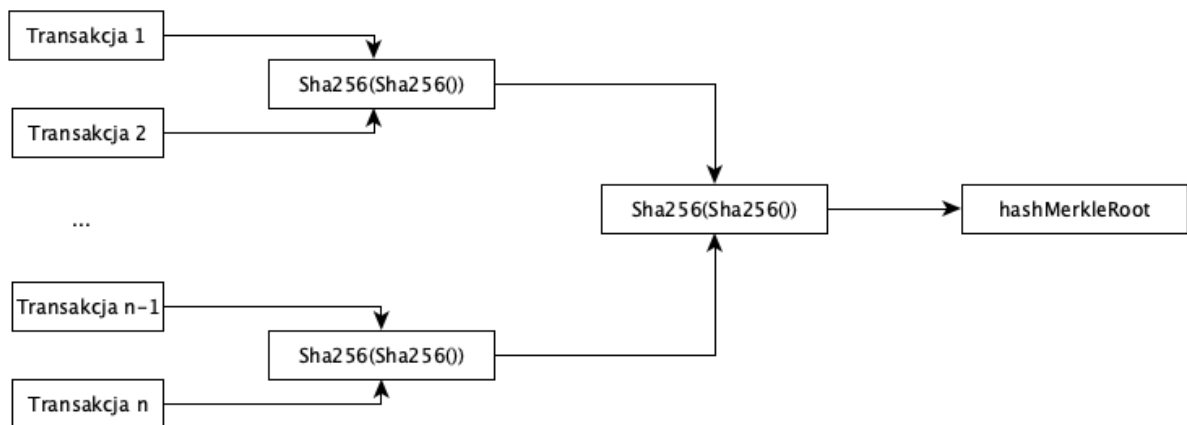 Transakcja 1
Sha256(Sha256())
Transakcja 2
Sha256(Sha256())
hashMerkleRoot
...
Transakcja n-1
Sha256(Sha256())
Transakcja n